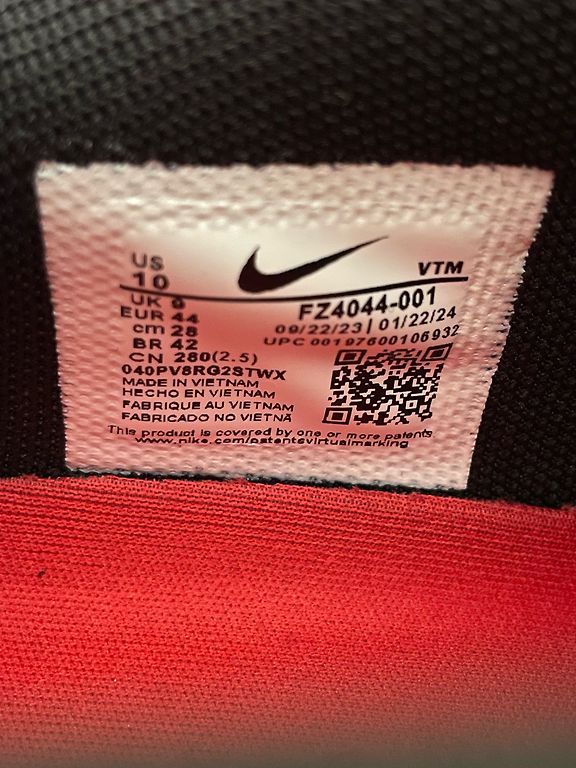 US
10
VTM
UK 9
FZ4044-001
EUR 44
09/22/23 | 01/22/24
cm 28
UPC 00197600106932
BR 42
CN 280(2.5)
040PV8RG2STWX
MADE IN VIETNAM
HECHO EN VIETNAM
FABRIQUE AU VIETNAM
FABRICADO NO VIETNÃ
This product is covered by one or more patents
www.nike.com/patentsvirtualmarking